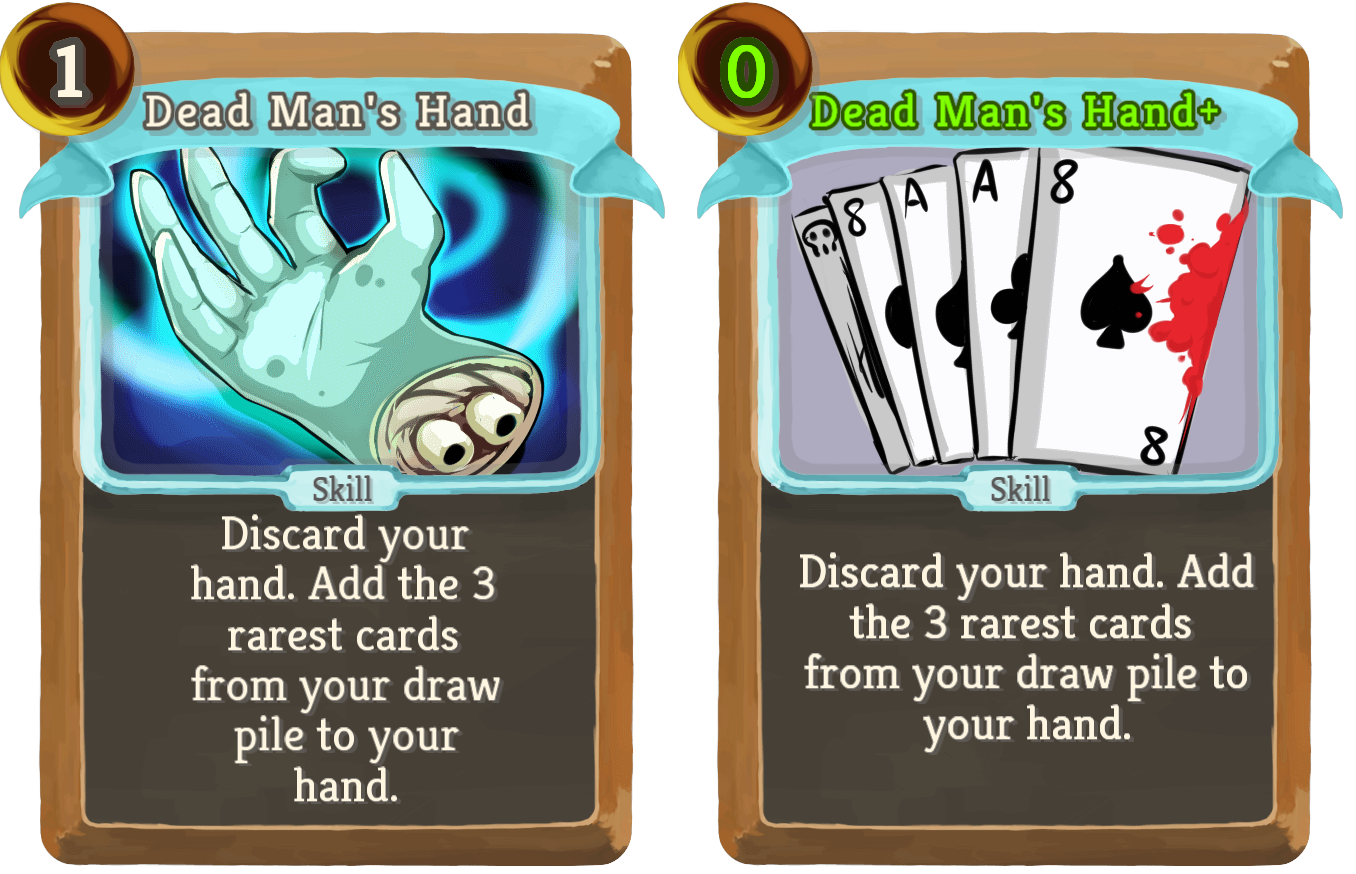 1
Dead Man's Hand
Skill
Discard your
hand. Add the 3
rarest cards
from your draw
pile to your
hand.
0
Dead Man's Hand+
8
A
A
8
8
Skill
Discard your hand. Add
the 3 rarest cards
from your draw pile to
your hand.